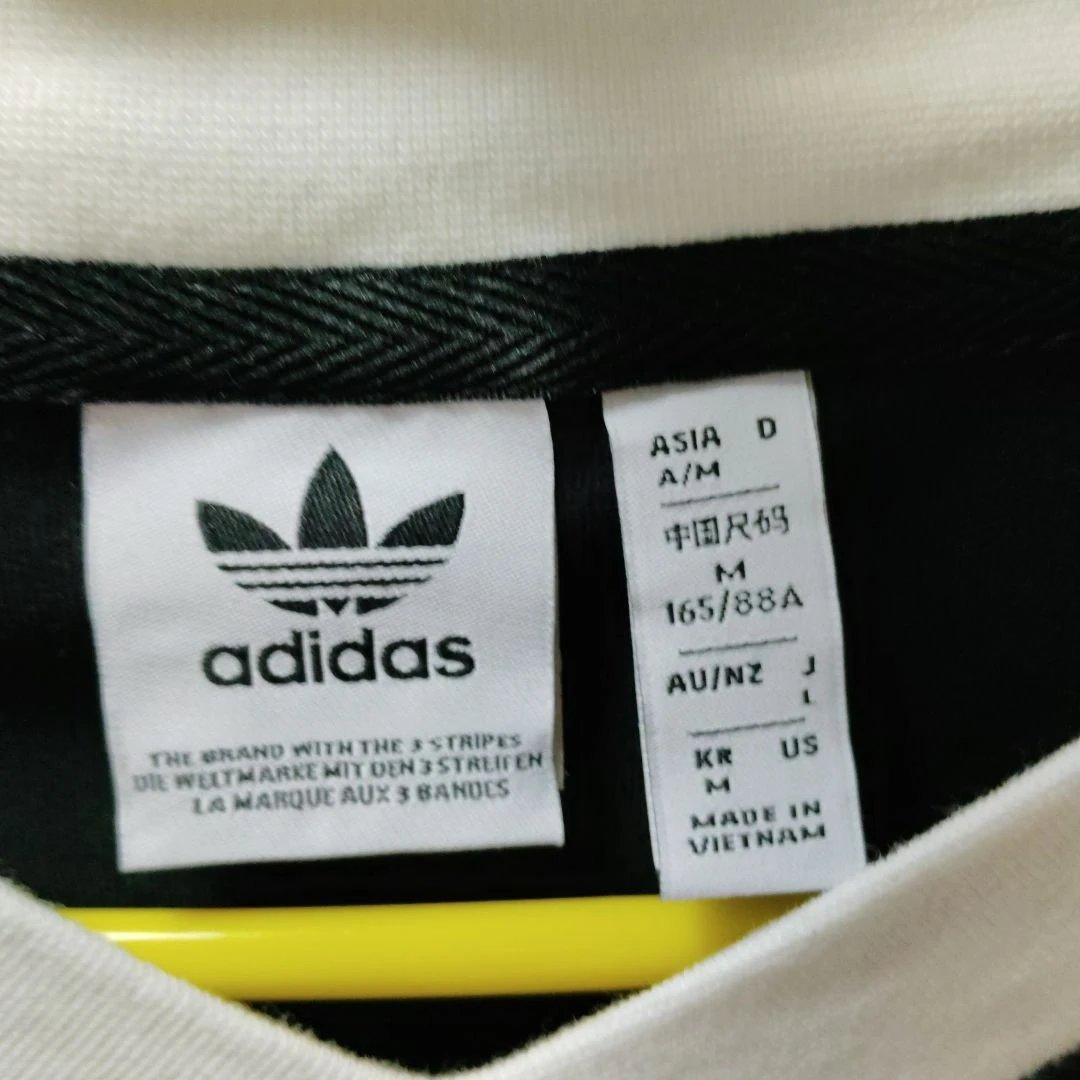 adidas
THE BRAND WITH THE 3 STRIPES
DIE WELTMARKE MIT DEN 3 STREIFEN
LA MARQUE AUX 3 BANDES
ASIA D
A/M
中国尺码
M
165/88A
AU/NZ J
L
KR US
M
MADE IN
VIETNAM